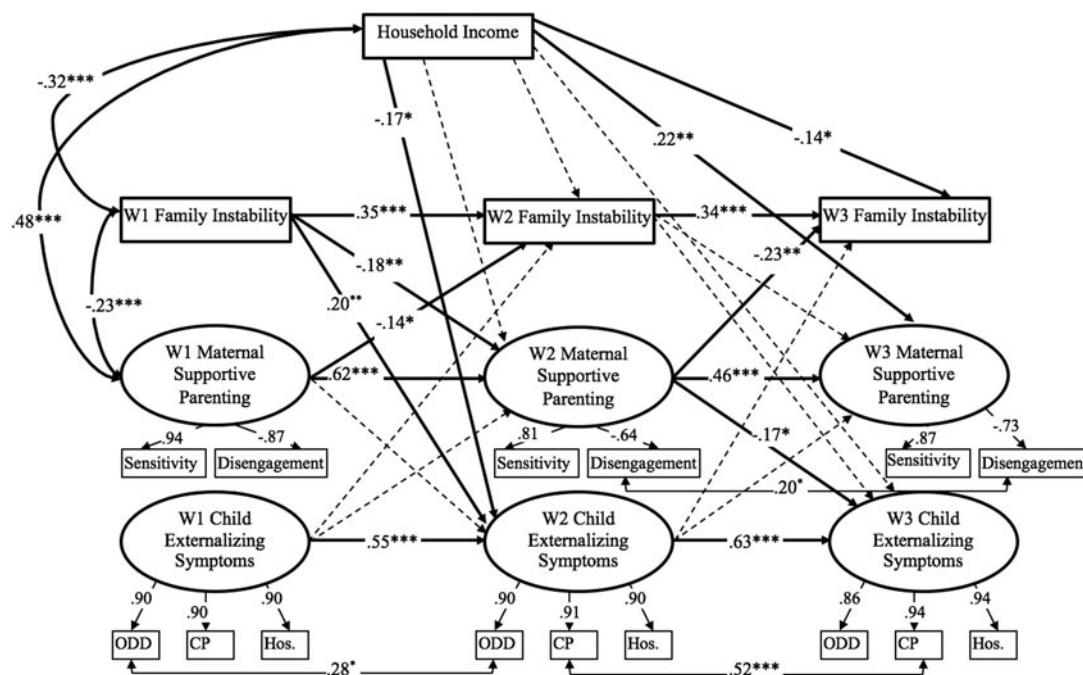 Household Income
-.32***
-.17*
.22**
-.14*
.48***
W1 Family Instability
.35***
W2 Family Instability
.34***
W3 Family Instability
-.18**
-.23**
.20**
-.23***
-.14*
W1 Maternal
Supportive
Parenting
.62***
W2 Maternal
Supportive
Parenting
.46***
W3 Maternal
Supportive
Parenting
.94
-.87
.81
-.64
-.17*
.87
-.73
Sensitivity
Disengagement
Sensitivity
Disengagement
Sensitivity
Disengagement
.20*
W1 Child
Externalizing
Symptoms
.55***
W2 Child
Externalizing
Symptoms
.63***
W3 Child
Externalizing
Symptoms
.90
.90
.90
.90
.91
.90
.86
.94
.94
ODD
CP
Hos.
ODD
CP
Hos.
ODD
CP
Hos.
.28*
.52***